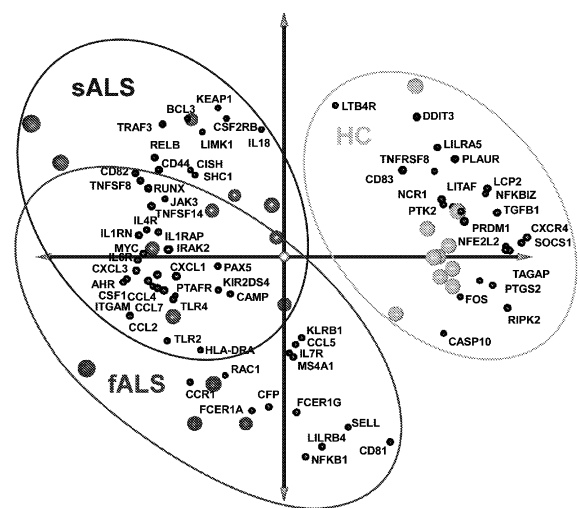 sALS
KEAP1
BCL3
TRAF3
CSF2RB
LIMK1
IL18
RELB
CD82
CD44
CISH
TNFSF8
RUNX
SHC1
JAK3
TNFSF14
IL4R
IL1RN
IL1RAP
MYC
IRAK2
IL6R
CXCL3
CXCL1
PAX5
AHR
PTAFR
KIR2DS4
CSF1
CCL4
CAMP
ITGAM
CCL7
TLR4
CCL2
TLR2
HLA-DRA
fALS
RAC1
CCR1
CFP
FCER1A
KLRB1
CCL5
IL7R
MS4A1
FCER1G
SELL
LILRB4
CD81
NFKB1
HC
LTB4R
DDIT3
LILRA5
TNFRSF8
PLAUR
CD83
LCP2
NCR1
LITAF
NFKBIZ
PTK2
TGFB1
PRDM1
CXCR4
NFE2L2
SOCS1
TAGAP
PTGS2
FOS
RIPK2
CASP10